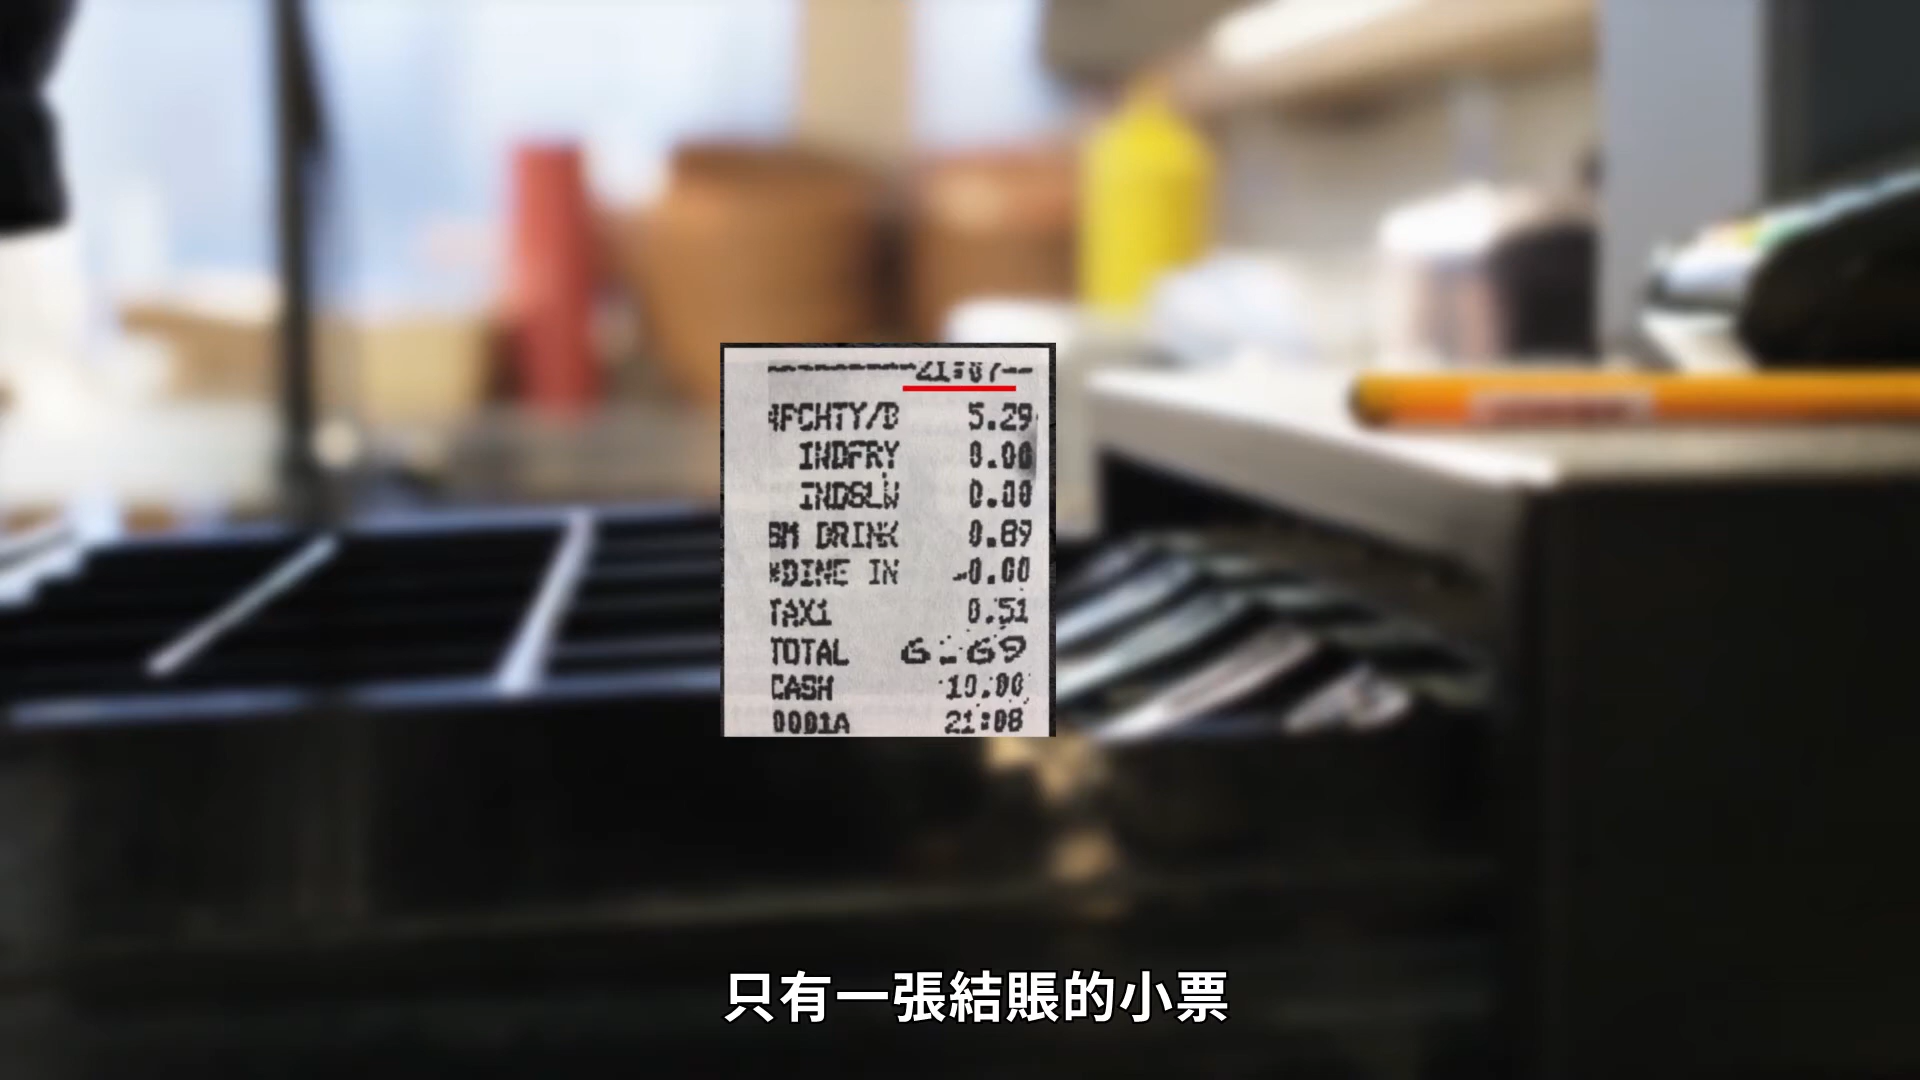 21:07
4FCHTY/B 5.29
INDFRY 0.00
INDSLW 0.00
SM DRINK 0.89
*DINE IN -0.00
TAX1 0.51
TOTAL 6.69
CASH 10.00
0001A 21:08
只有一張結賬的小票